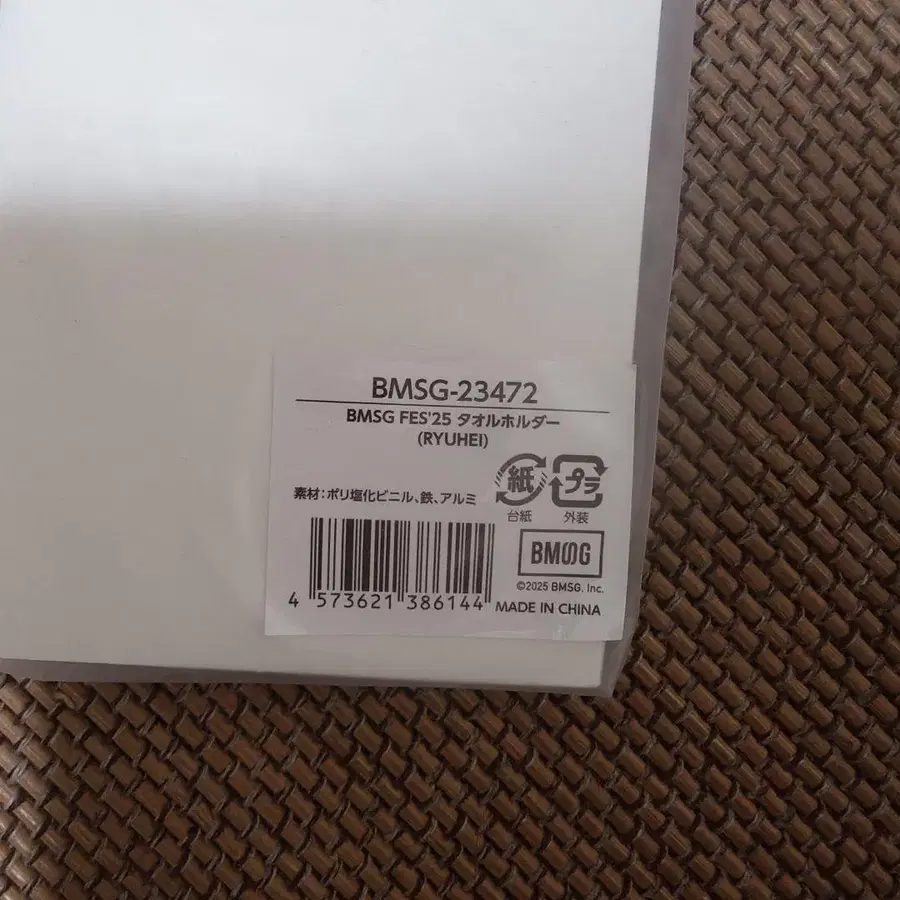 BMSG-23472
BMSG FES'25 タオルホルダー
(RYUHEI)
紙
プラ
台紙
外装
素材:ポリ塩化ビニル、鉄、アルミ
BMSG
©2025 BMSG. Inc.
4 573621 386144
MADE IN CHINA